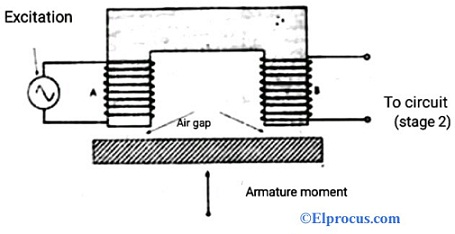 Excitation
A
B
To circuit
(stage 2)
Air gap
Armature moment
©Elprocus.com